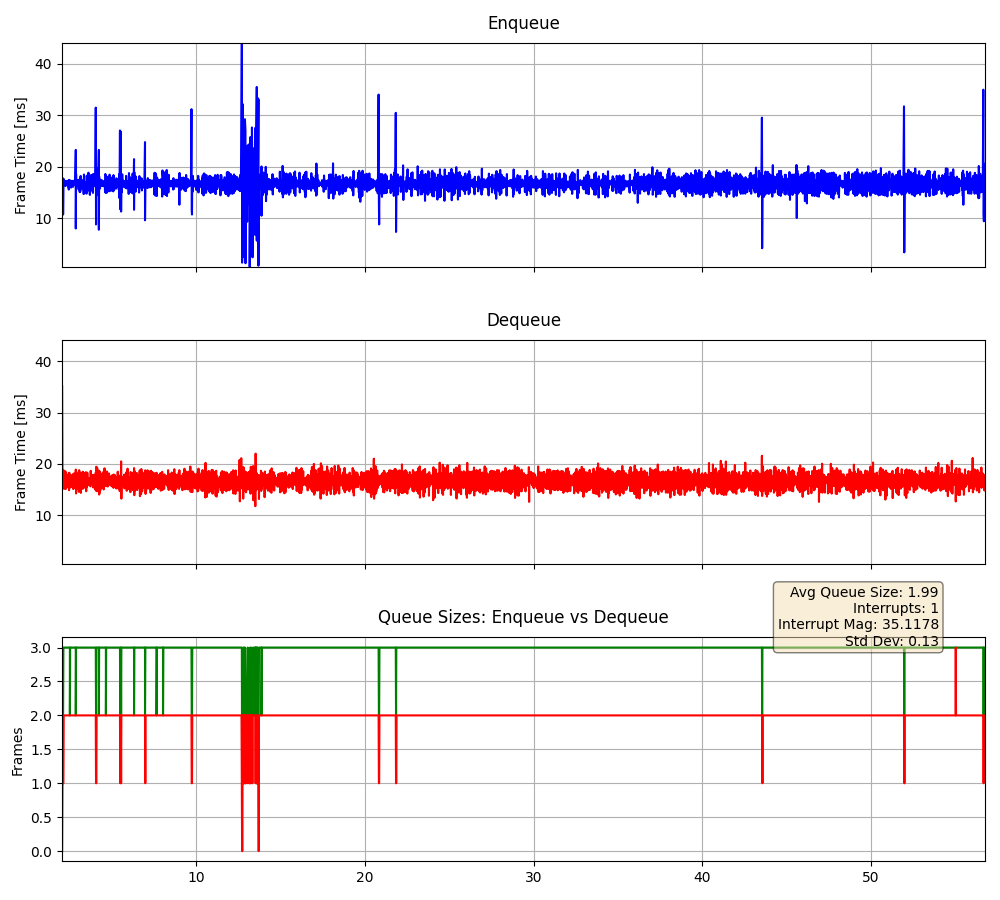 Enqueue
Frame Time [ms]
40
30
20
10
Dequeue
Frame Time [ms]
40
30
20
10
Queue Sizes: Enqueue vs Dequeue
Avg Queue Size: 1.99
Interrupts: 1
Interrupt Mag: 35.1178
Std Dev: 0.13
Frames
3.0
2.5
2.0
1.5
1.0
0.5
0.0
10 20 30 40 50